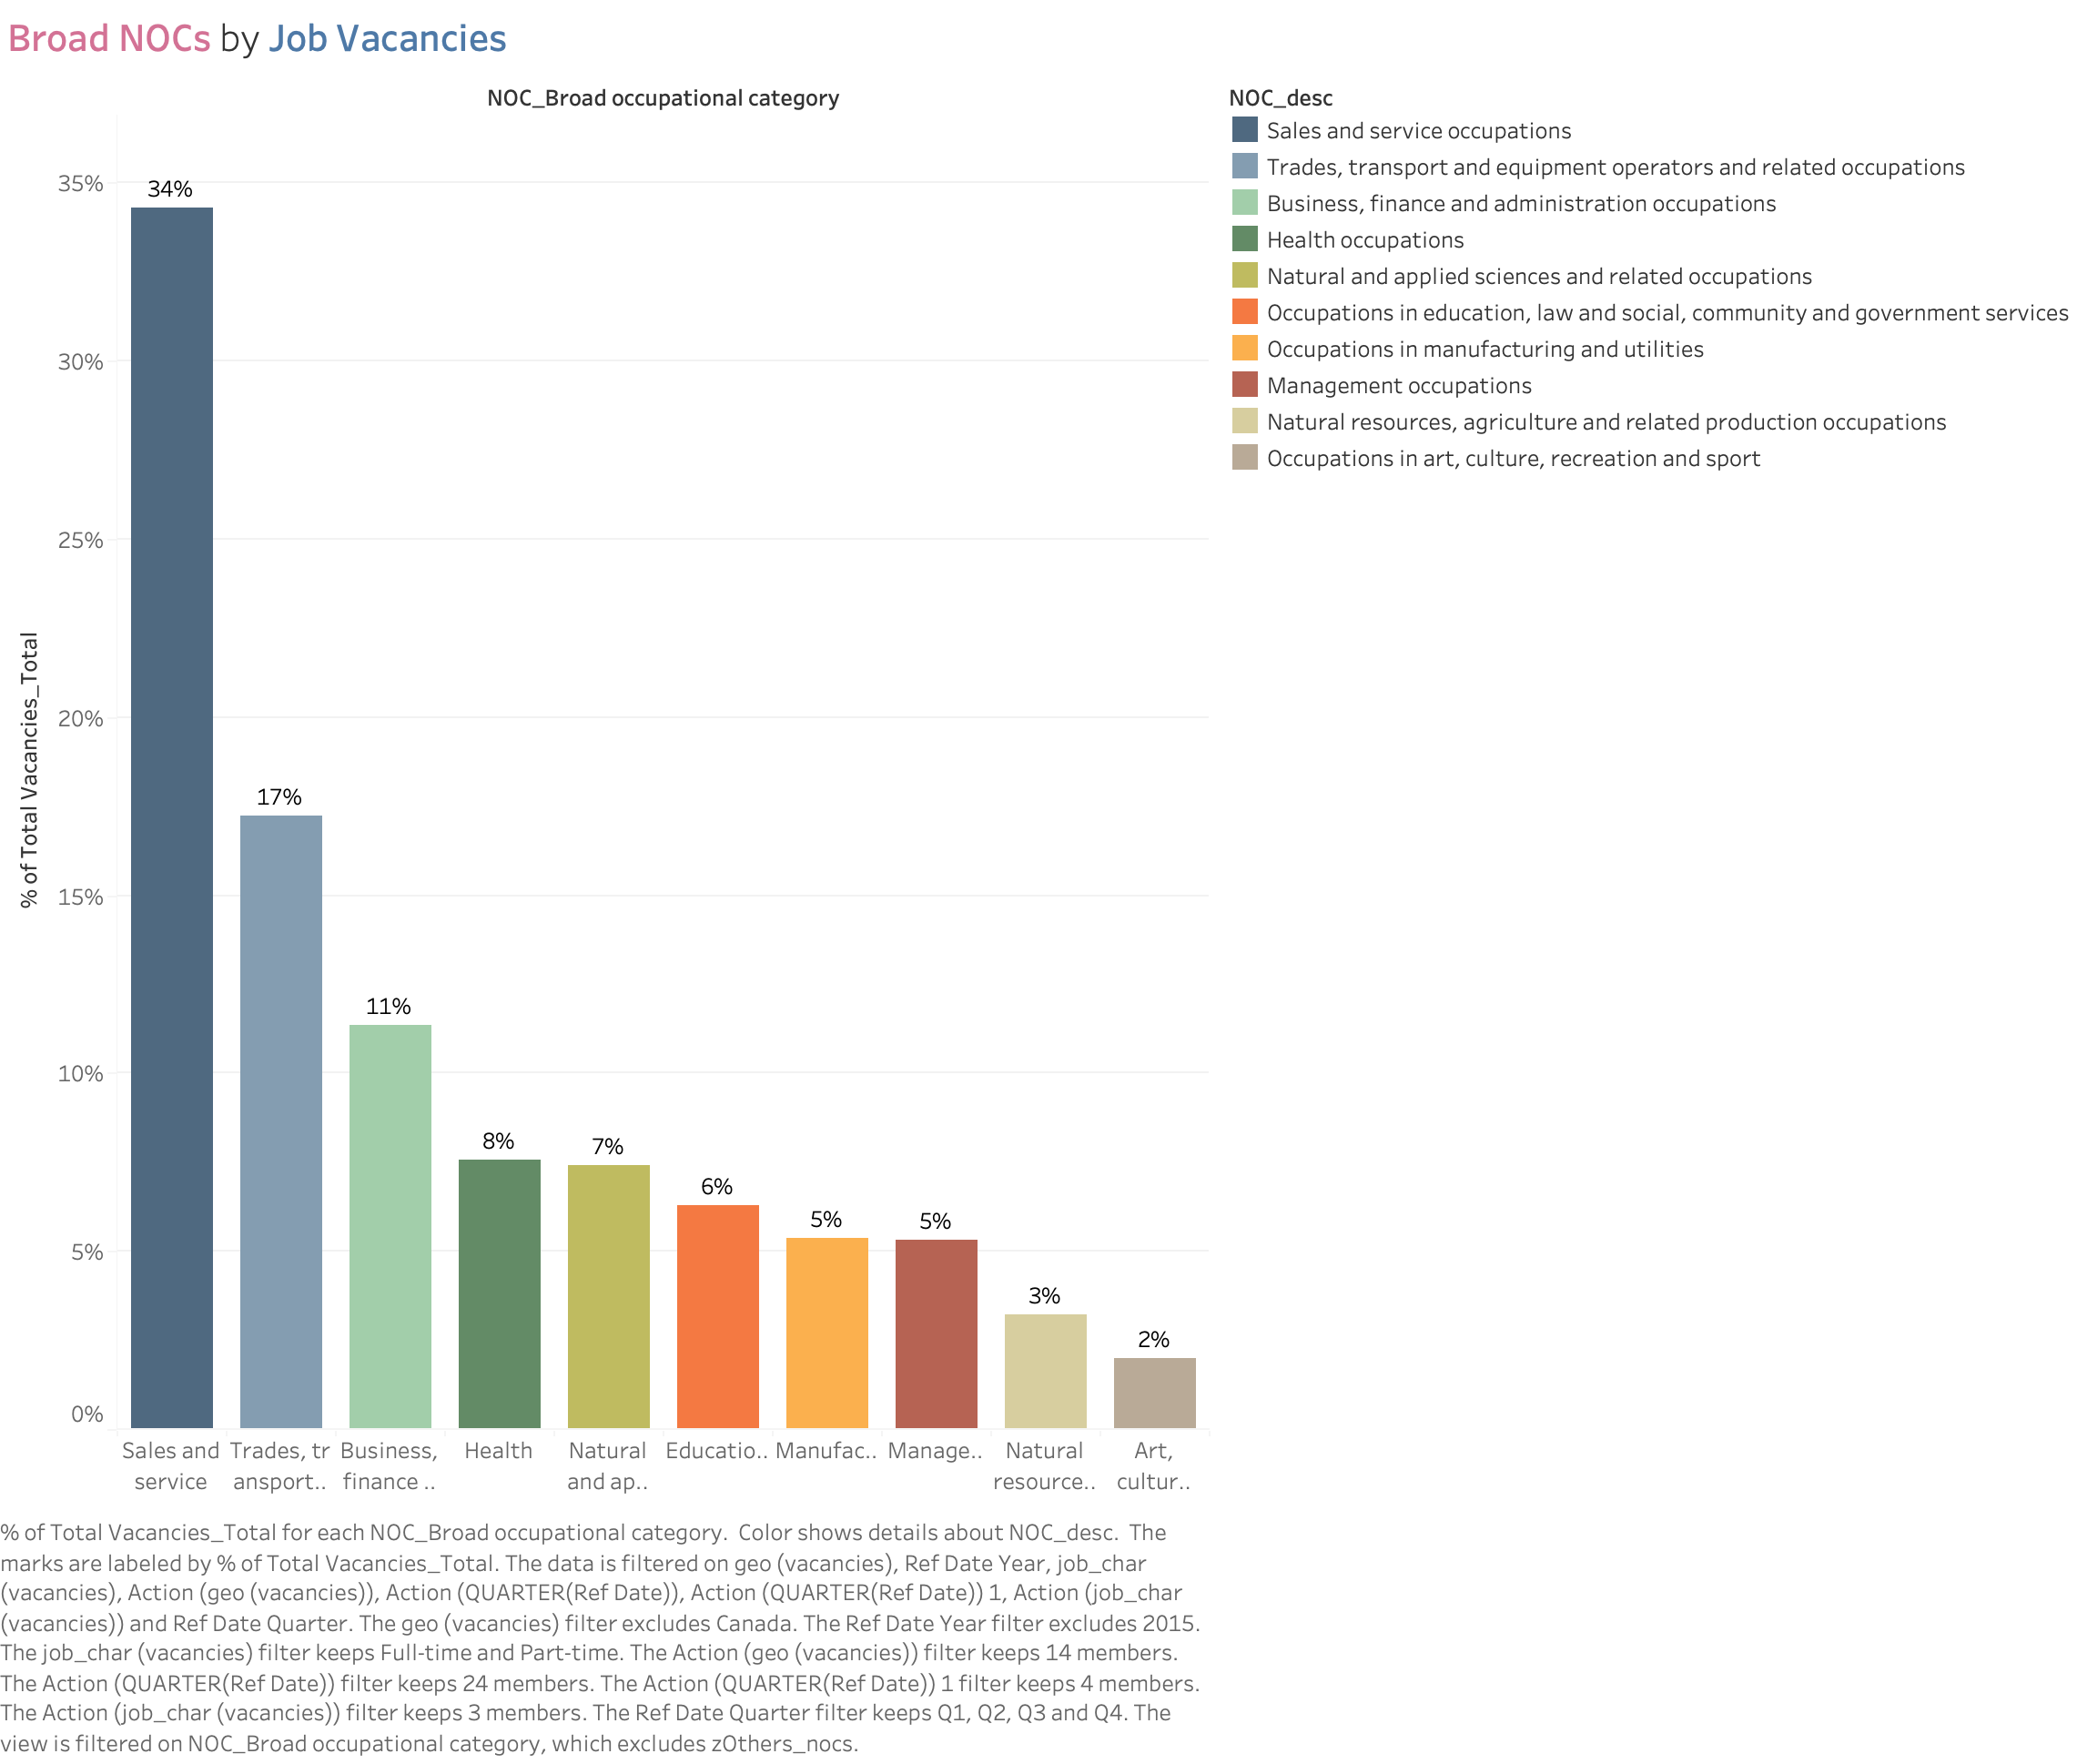 Broad NOCs by Job Vacancies
NOC_Broad occupational category
NOC_desc
Sales and service occupations
Trades, transport and equipment operators and related occupations
Business, finance and administration occupations
Health occupations
Natural and applied sciences and related occupations
Occupations in education, law and social, community and government services
Occupations in manufacturing and utilities
Management occupations
Natural resources, agriculture and related production occupations
Occupations in art, culture, recreation and sport
% of Total Vacancies_Total
35%
30%
25%
20%
15%
10%
5%
0%
34%
17%
11%
8%
7%
6%
5%
5%
3%
2%
Sales and
service
Trades, tr
ansport..
Business,
finance ..
Health
Natural
and ap..
Educatio..
Manufac..
Manage..
Natural
resource..
Art,
cultur..
% of Total Vacancies_Total for each NOC_Broad occupational category.  Color shows details about NOC_desc.  The
marks are labeled by % of Total Vacancies_Total. The data is filtered on geo (vacancies), Ref Date Year, job_char
(vacancies), Action (geo (vacancies)), Action (QUARTER(Ref Date)), Action (QUARTER(Ref Date)) 1, Action (job_char
(vacancies)) and Ref Date Quarter. The geo (vacancies) filter excludes Canada. The Ref Date Year filter excludes 2015.
The job_char (vacancies) filter keeps Full-time and Part-time. The Action (geo (vacancies)) filter keeps 14 members.
The Action (QUARTER(Ref Date)) filter keeps 24 members. The Action (QUARTER(Ref Date)) 1 filter keeps 4 members.
The Action (job_char (vacancies)) filter keeps 3 members. The Ref Date Quarter filter keeps Q1, Q2, Q3 and Q4. The
view is filtered on NOC_Broad occupational category, which excludes zOthers_nocs.